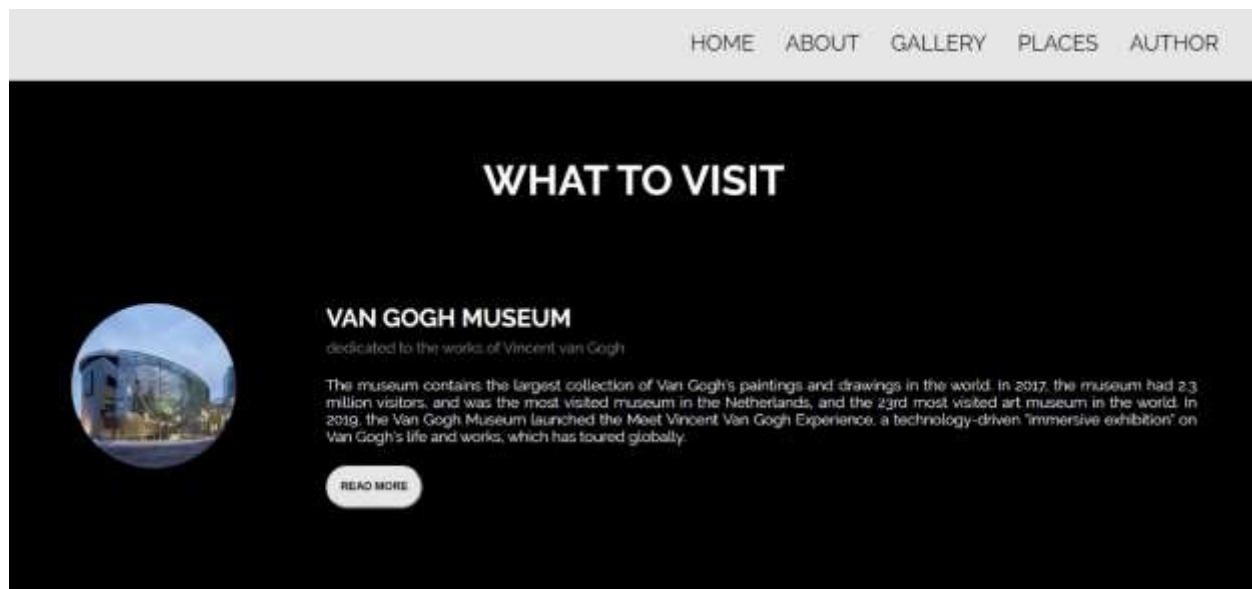 HOME ABOUT GALLERY PLACES AUTHOR
WHAT TO VISIT
VAN GOGH MUSEUM
dedicated to the works of Vincent van Gogh
The museum contains the largest collection of Van Gogh's paintings and drawings in the world. In 2017, the museum had 2.3
million visitors, and was the most visited museum in the Netherlands, and the 23rd most visited art museum in the world. In
2019, the Van Gogh Museum launched the Meet Vincent Van Gogh Experience, a technology-driven "immersive exhibition" on
Van Gogh's life and works, which has toured globally.
READ MORE